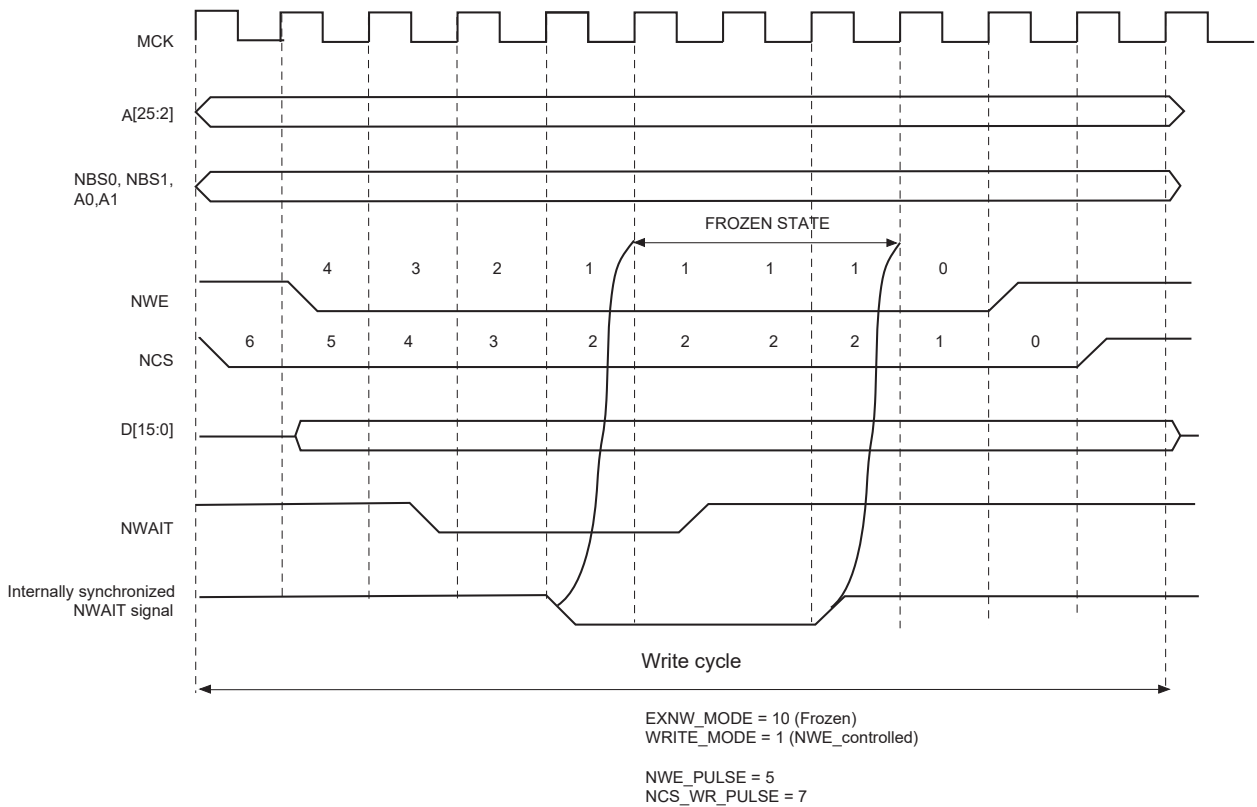 MCK
A[25:2]
NBS0, NBS1,
A0,A1
FROZEN STATE
4 3 2 1 1 1 1 0
NWE
6 5 4 3 2 2 2 2 1 0
NCS
D[15:0]
NWAIT
Internally synchronized
NWAIT signal
Write cycle
EXNW_MODE = 10 (Frozen)
WRITE_MODE = 1 (NWE_controlled)
NWE_PULSE = 5
NCS_WR_PULSE = 7